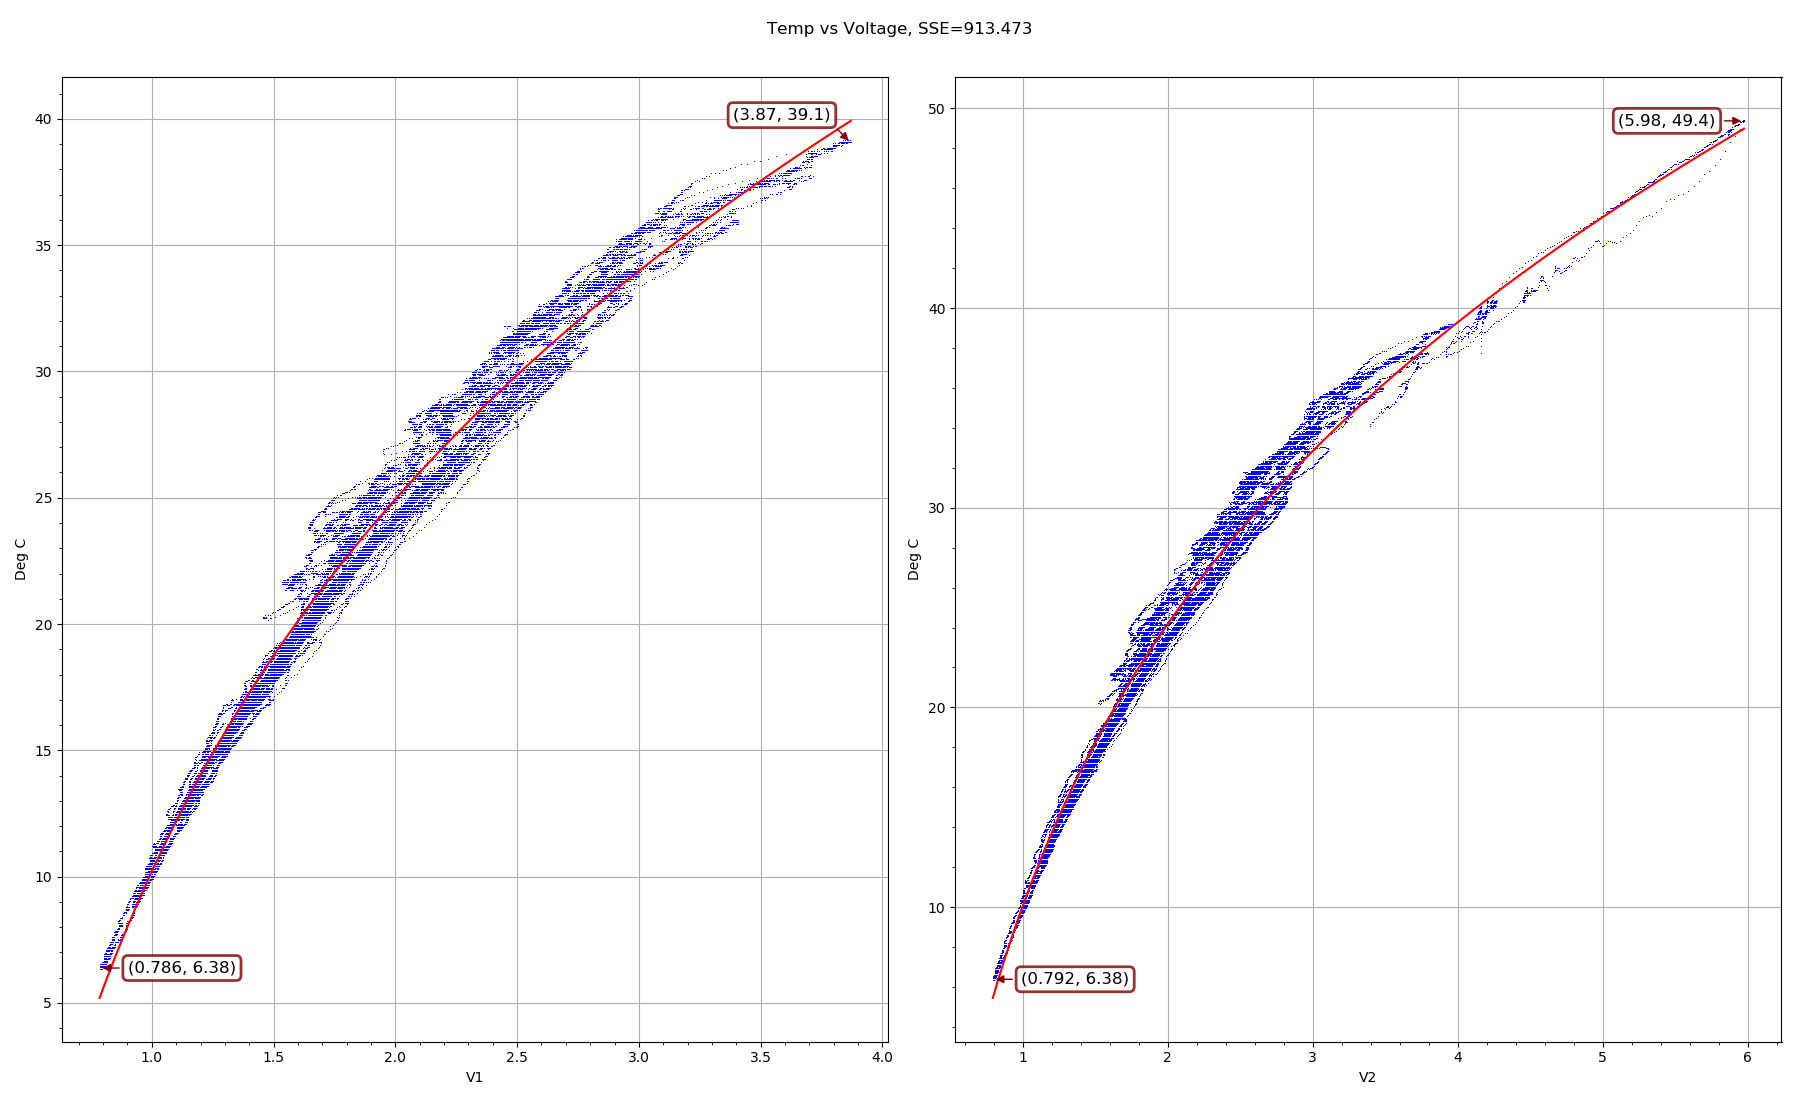 Temp vs Voltage, SSE=913.473
40
35
30
25
20
15
10
5
Deg C
(3.87, 39.1)
(0.786, 6.38)
1.0 1.5 2.0 2.5 3.0 3.5 4.0
V1
50
40
30
20
10
Deg C
(5.98, 49.4)
(0.792, 6.38)
1 2 3 4 5 6
V2